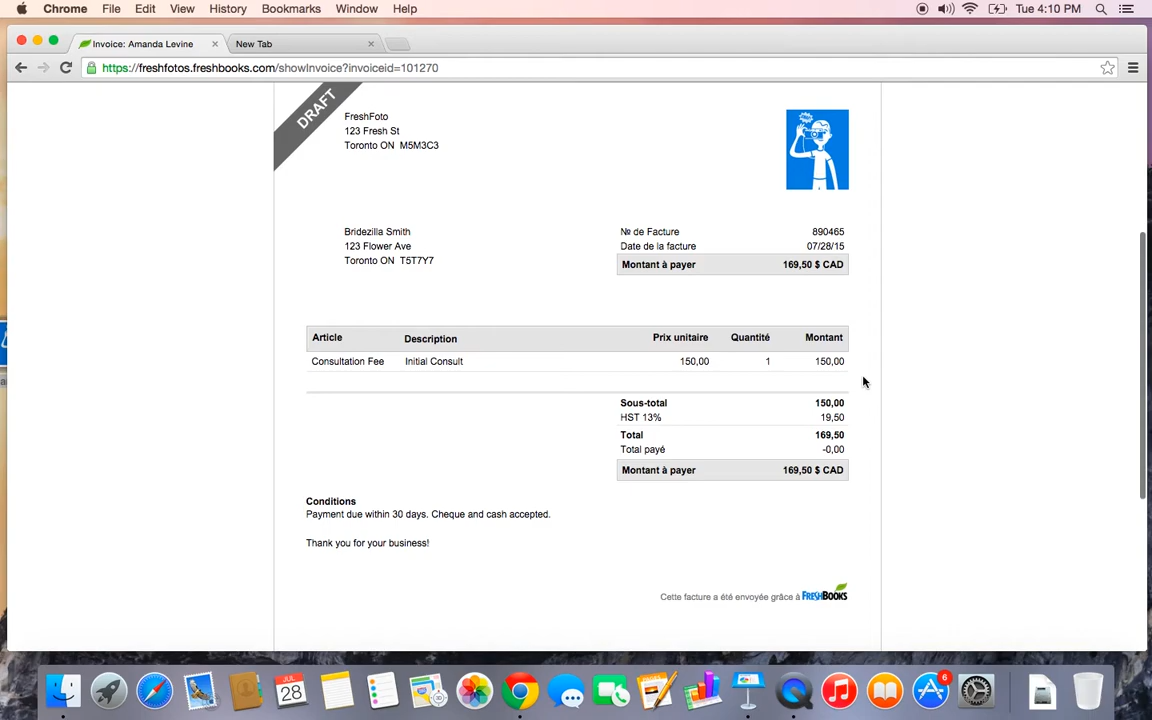 Chrome File Edit View History Bookmarks Window Help Tue 4:10 PM
Invoice: Amanda Levine New Tab
https://freshfotos.freshbooks.com/showInvoice?invoiceid=101270
DRAFT
FreshFoto
123 Fresh St
Toronto ON M5M3C3
Bridezilla Smith
123 Flower Ave
Toronto ON T5T7Y7
№ de Facture 890465
Date de la facture 07/28/15
Montant à payer 169,50 $ CAD
Article Description Prix unitaire Quantité Montant
Consultation Fee Initial Consult 150,00 1 150,00
Sous-total 150,00
HST 13% 19,50
Total 169,50
Total payé -0,00
Montant à payer 169,50 $ CAD
Conditions
Payment due within 30 days. Cheque and cash accepted.
Thank you for your business!
Cette facture a été envoyée grâce à FRESHBOOKS
JUL
28
6